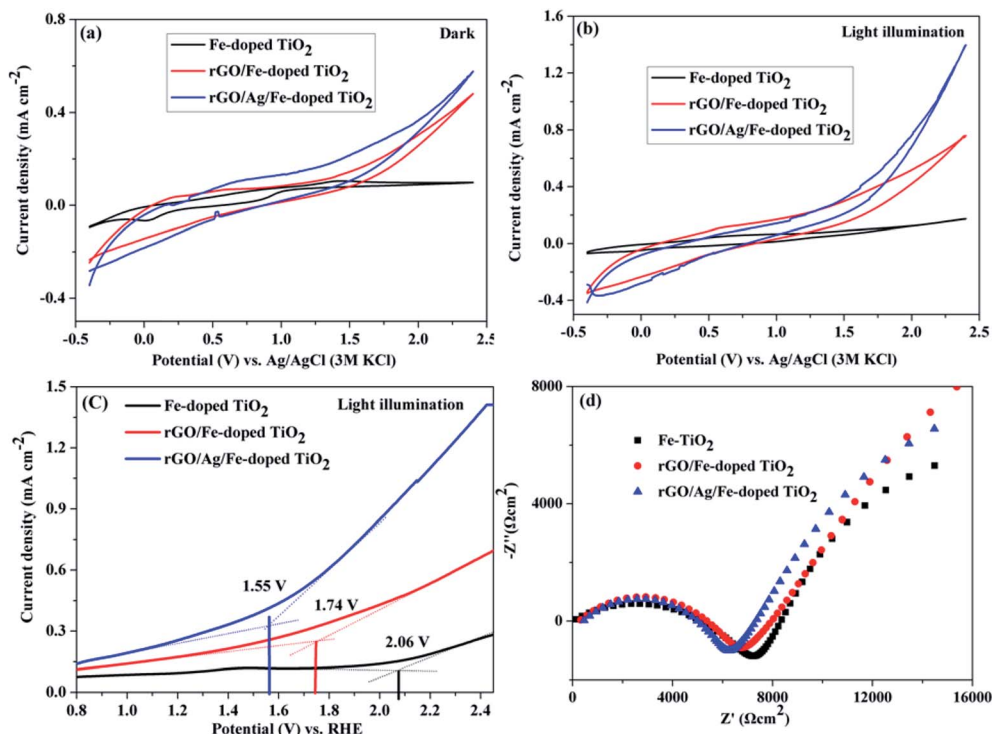 (a)
Dark
Fe-doped TiO2
rGO/Fe-doped TiO2
rGO/Ag/Fe-doped TiO2
Current density (mA cm-2)
0.8
0.4
0.0
-0.4
-0.5 0.0 0.5 1.0 1.5 2.0 2.5
Potential (V) vs. Ag/AgCl (3M KCl)
(b)
Light illumination
Fe-doped TiO2
rGO/Fe-doped TiO2
rGO/Ag/Fe-doped TiO2
Current density (mA cm-2)
1.6
1.2
0.8
0.4
0.0
-0.4
-0.5 0.0 0.5 1.0 1.5 2.0 2.5
Potential (V) vs. Ag/AgCl (3M KCl)
(C)
Light illumination
Fe-doped TiO2
rGO/Fe-doped TiO2
rGO/Ag/Fe-doped TiO2
1.55 V
1.74 V
2.06 V
Current density (mA cm-2)
1.5
1.2
0.9
0.6
0.3
0.0
0.8 1.0 1.2 1.4 1.6 1.8 2.0 2.2 2.4
Potential (V) vs. RHE
(d)
Fe-TiO2
rGO/Fe-doped TiO2
rGO/Ag/Fe-doped TiO2
-Z''(Ωcm2)
8000
4000
0
0 4000 8000 12000 16000
Z' (Ωcm2)